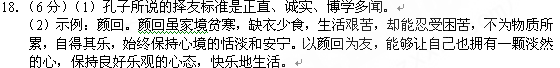 18.（6分）（1）孔子所说的择友标准是正直、诚实、博学多闻。
（2）示例：颜回。颜回虽家境贫寒，缺衣少食，生活艰苦，却能忍受困苦，不为物质所
累，自得其乐，始终保持心境的恬淡和安宁。以颜回为友，能够让自己也拥有一颗淡然
的心，保持良好乐观的心态，快乐地生活。